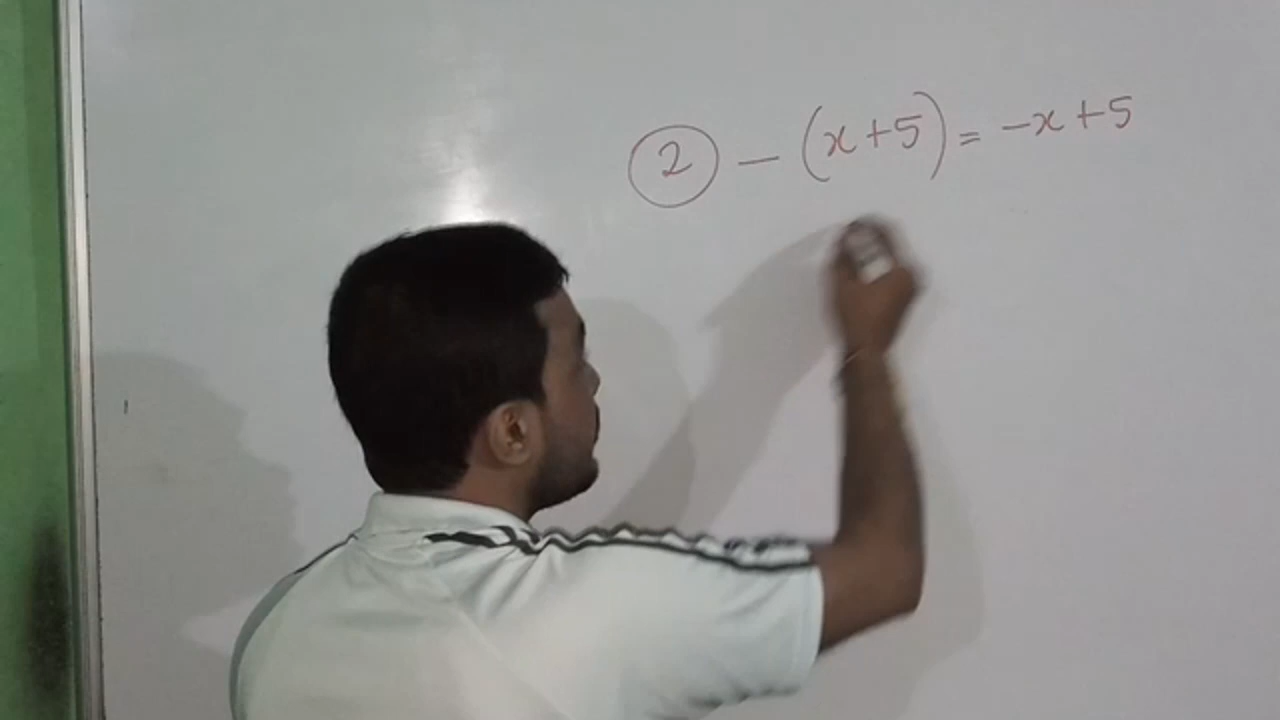 ② - (x+5) = -x+5